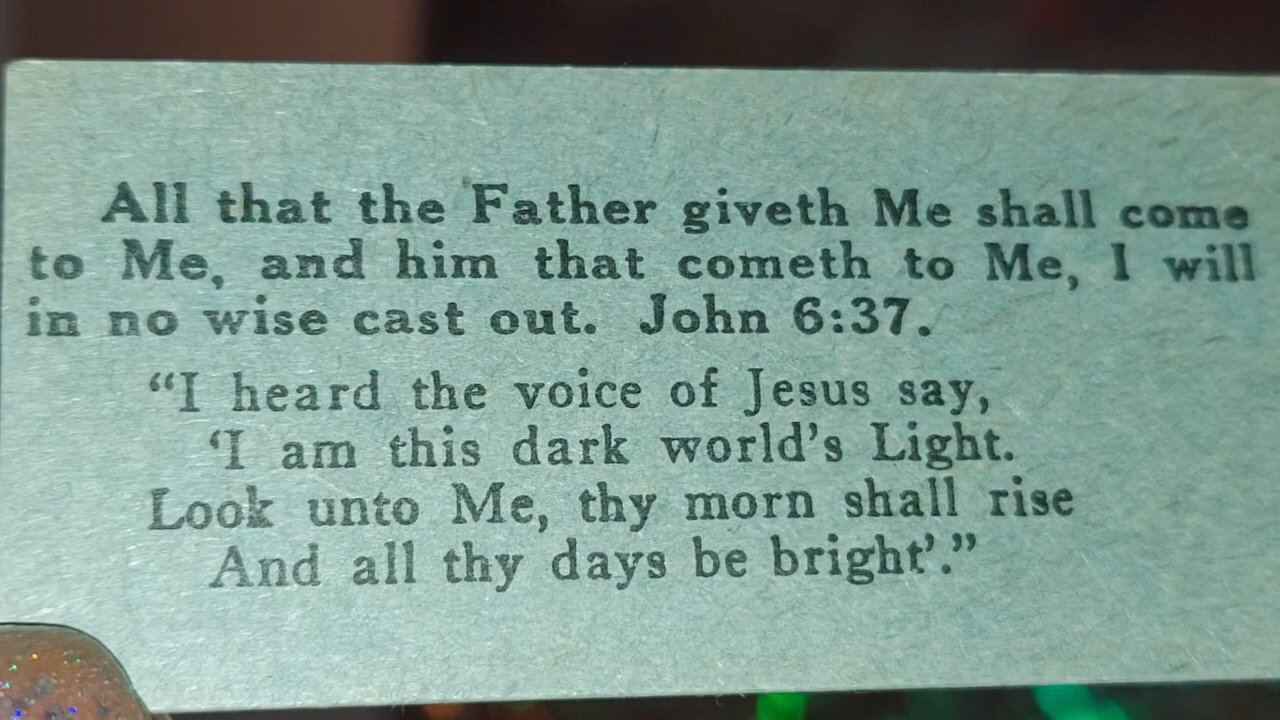 All that the Father giveth Me shall come
to Me, and him that cometh to Me, I will
in no wise cast out. John 6:37.
“I heard the voice of Jesus say,
‘I am this dark world’s Light.
Look unto Me, thy morn shall rise
And all thy days be bright’.”